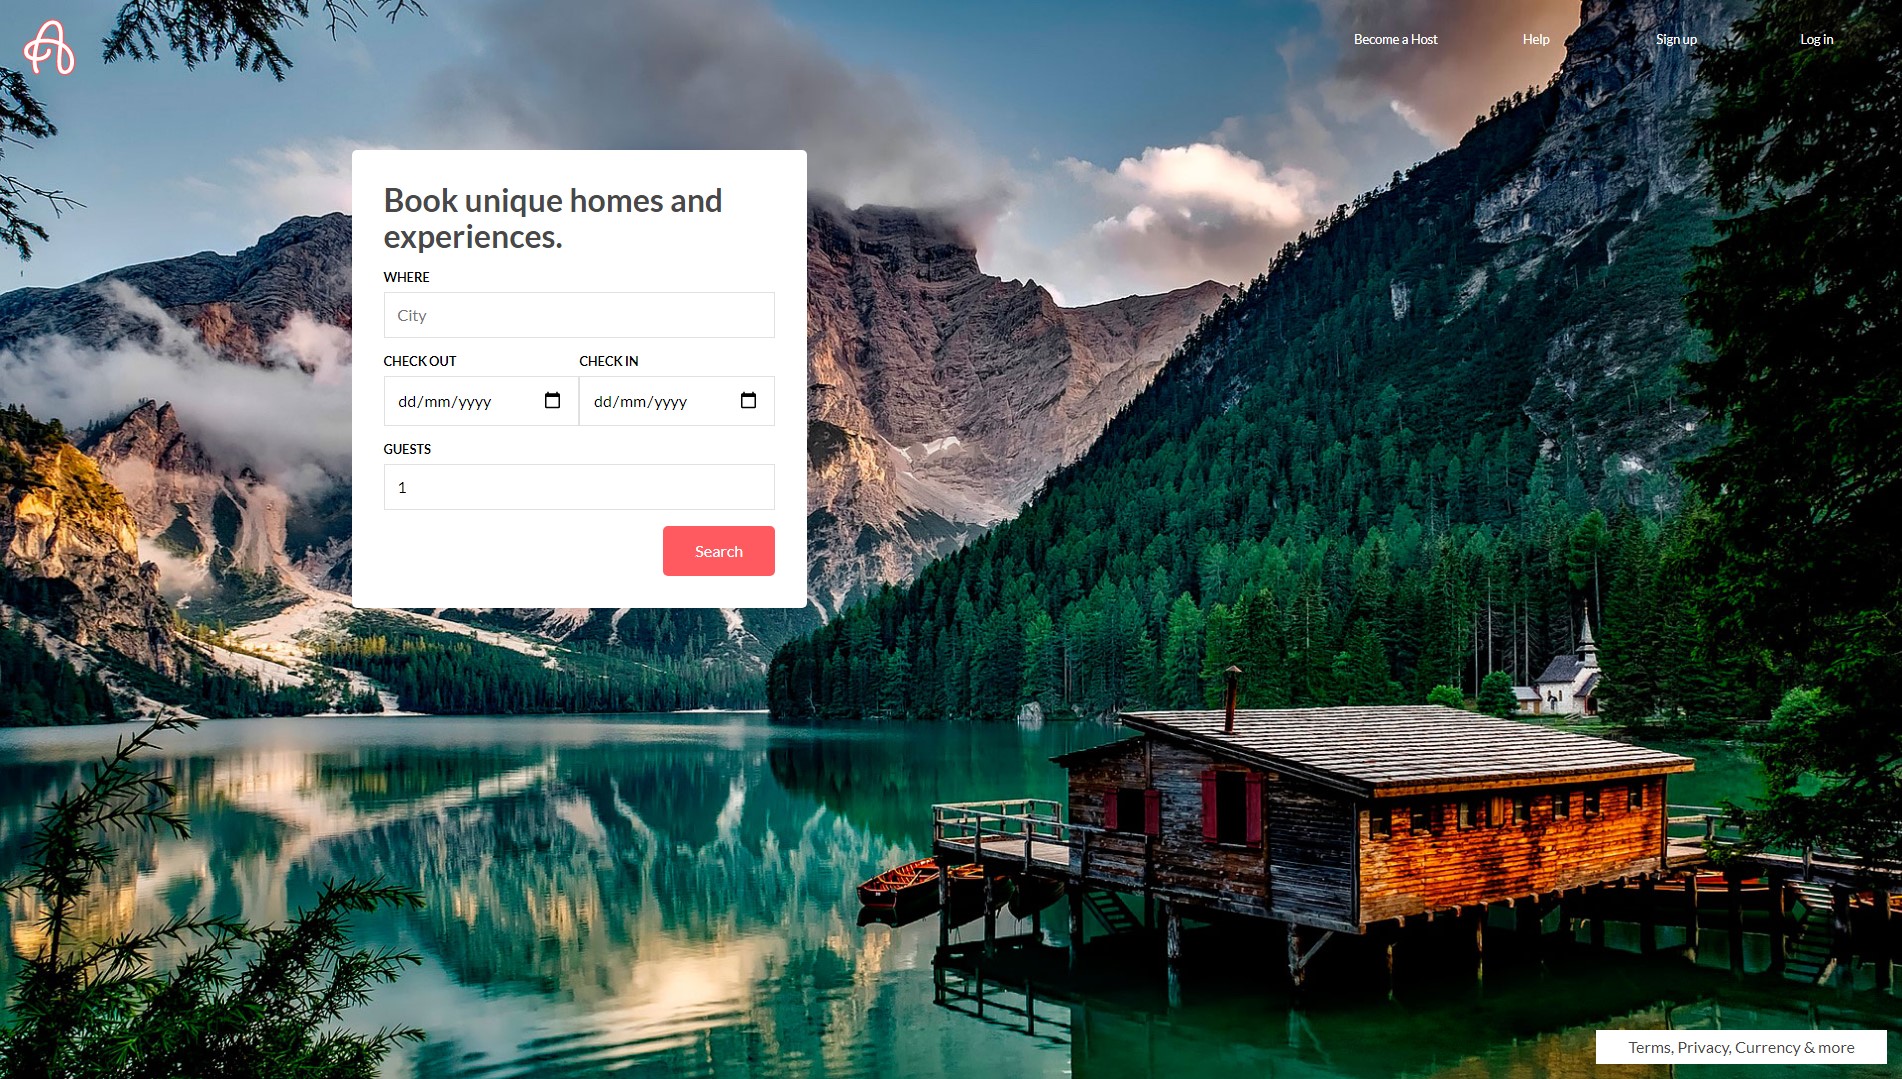 Become a Host Help Sign up Log in
Book unique homes and
experiences.
WHERE
City
CHECK OUT CHECK IN
dd/mm/yyyy dd/mm/yyyy
GUESTS
1
Search
Terms, Privacy, Currency & more